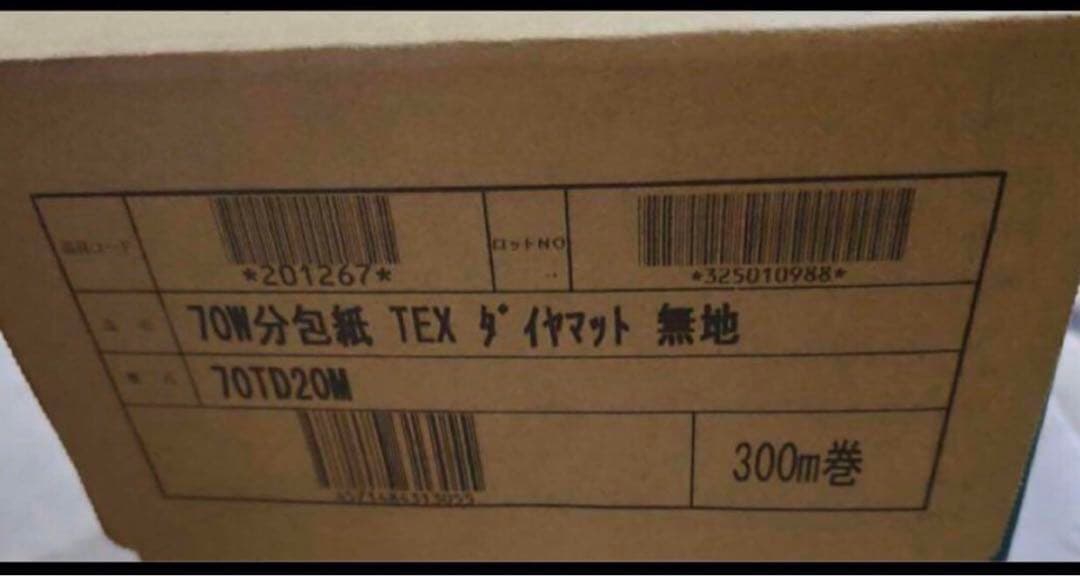 *201267*
ロットNO
*325010988*
70W分包紙 TEX ﾀﾞｲﾔﾏｯﾄ 無地
70TD20M
300m巻